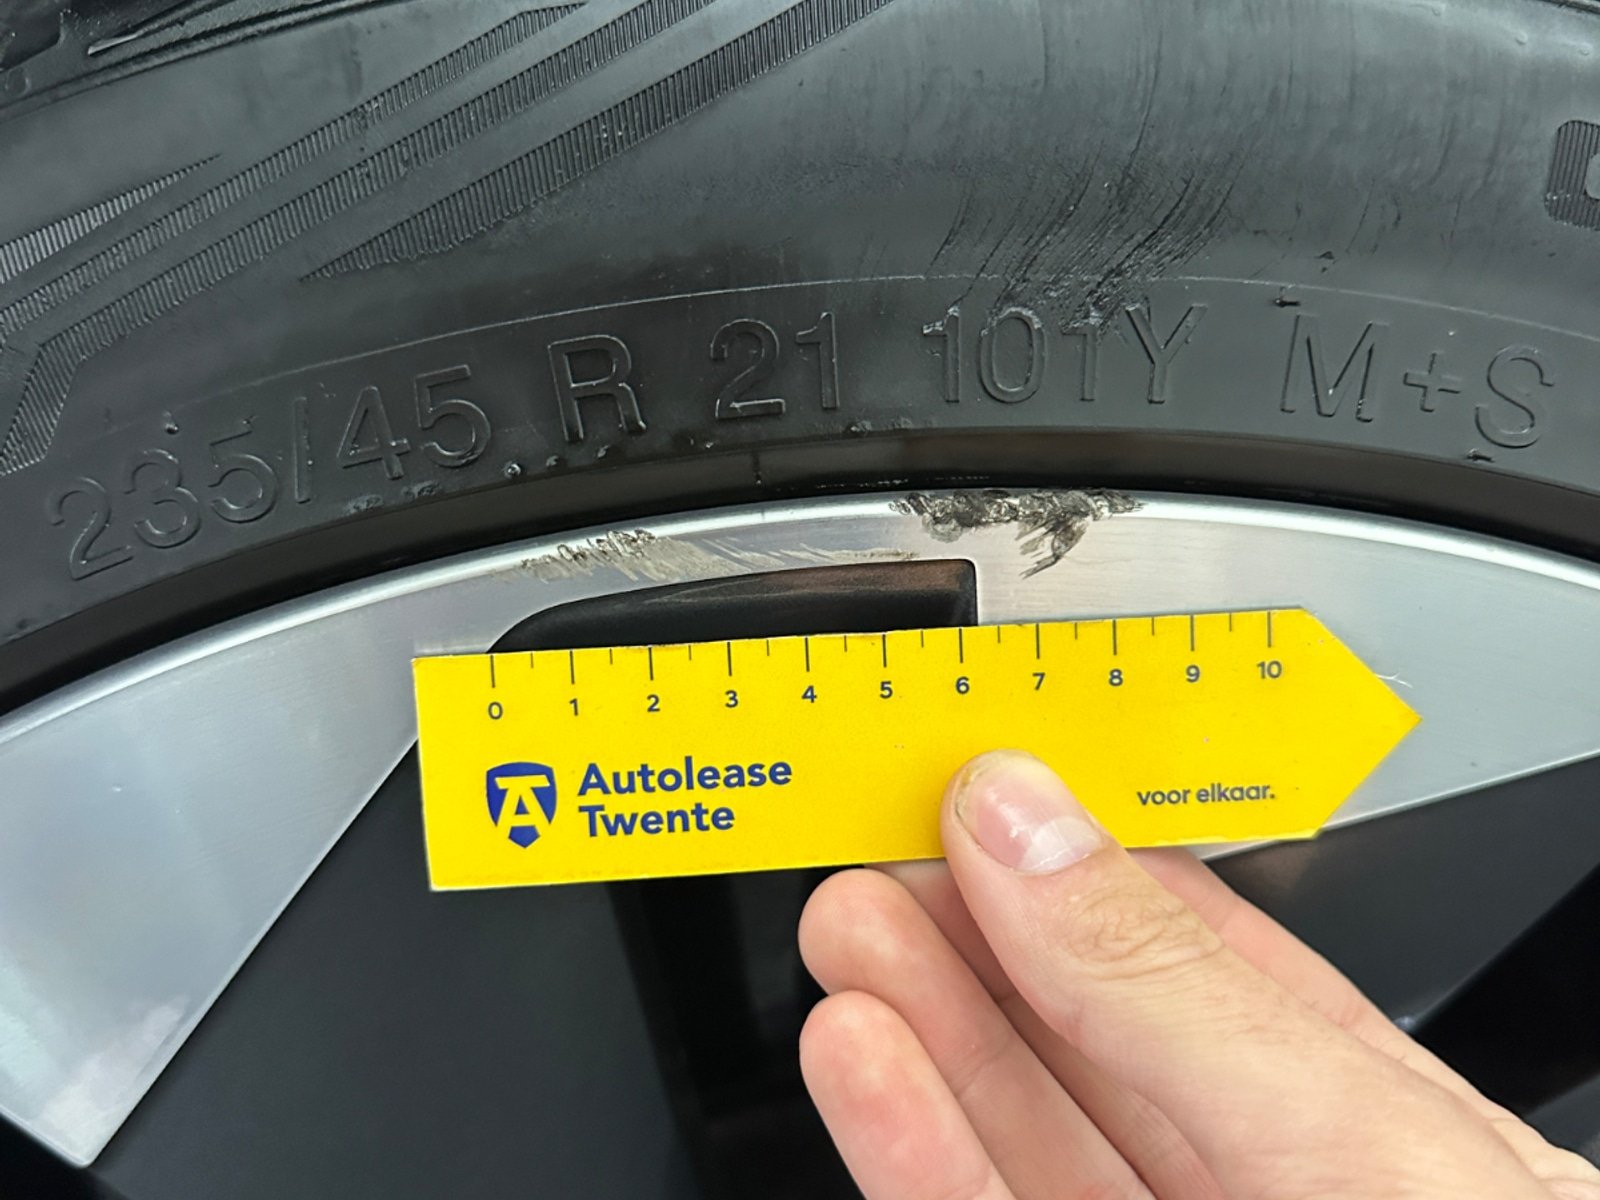 235/45 R 21 101Y M+S
0 1 2 3 4 5 6 7 8 9 10
Autolease
Twente
voor elkaar.